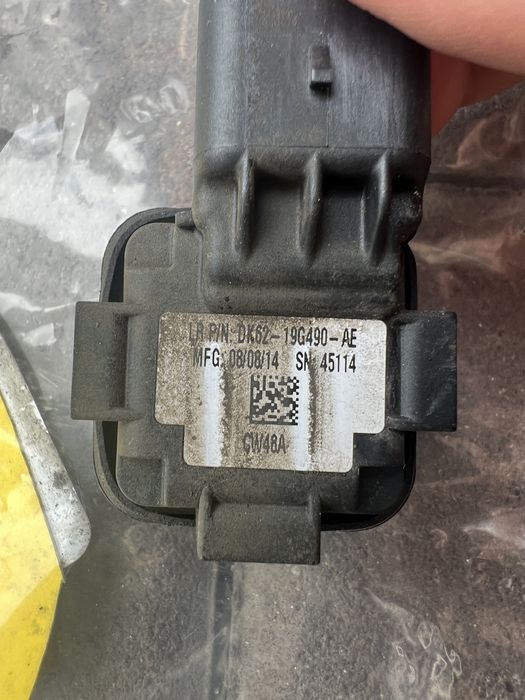 LR P/N: DK62-19G490-AE
MFG: 08/08/14 SN: 45114
CW48A